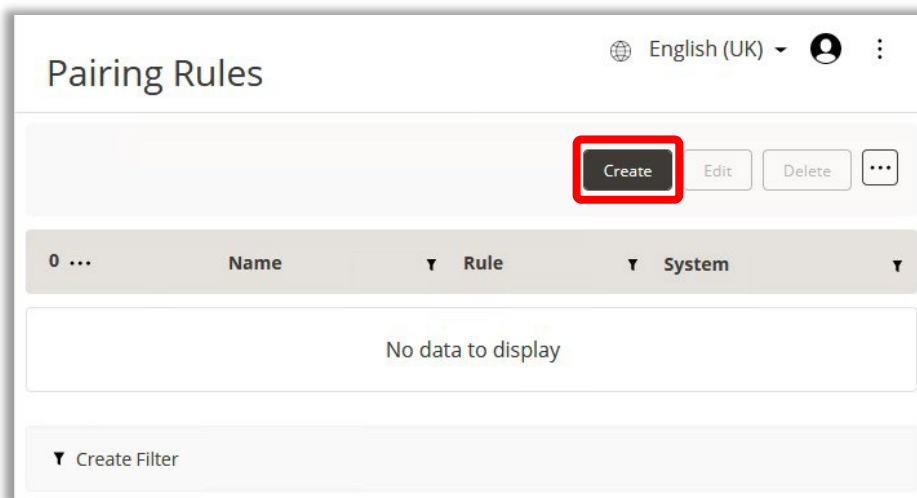 English (UK)
Pairing Rules
Create Edit Delete ...
0 ... Name Rule System
No data to display
Create Filter